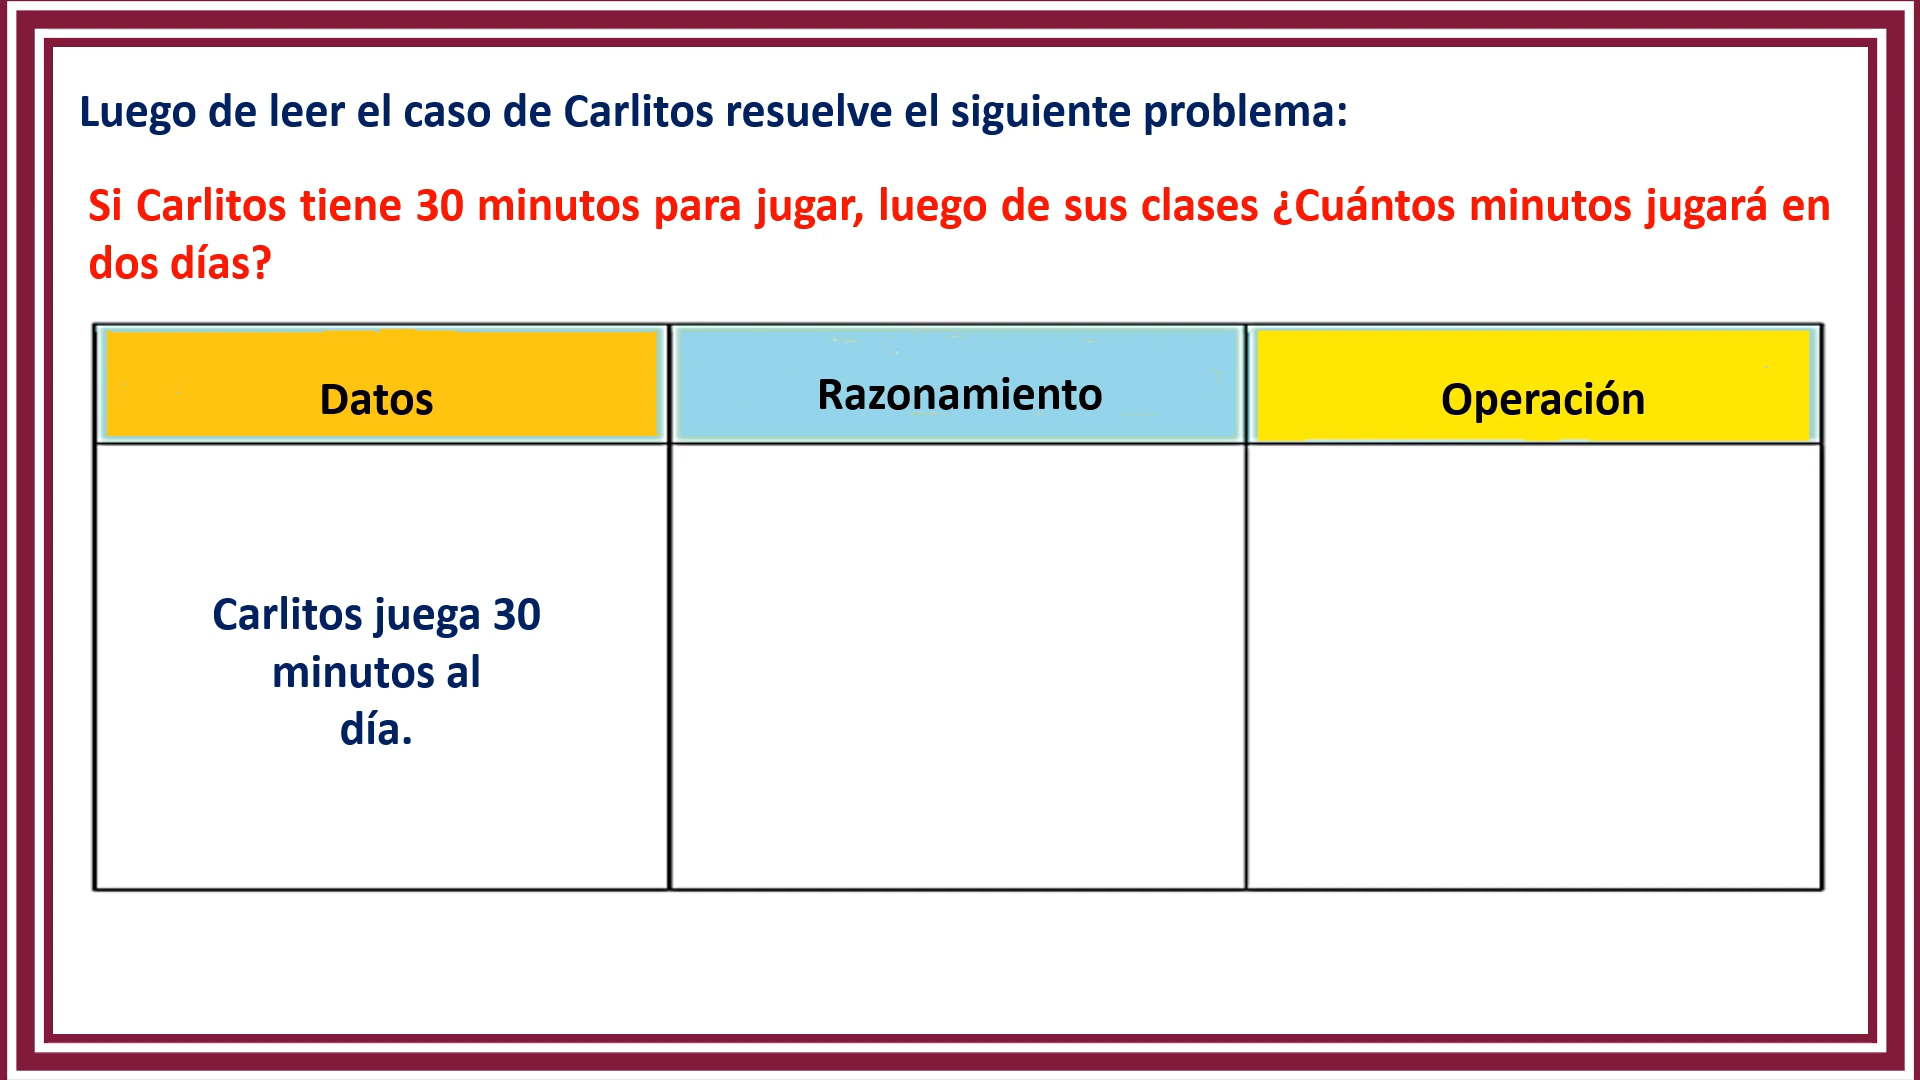 Luego de leer el caso de Carlitos resuelve el siguiente problema:
Si Carlitos tiene 30 minutos para jugar, luego de sus clases ¿Cuántos minutos jugará en
dos días?
Datos
Razonamiento
Operación
Carlitos juega 30
minutos al
día.